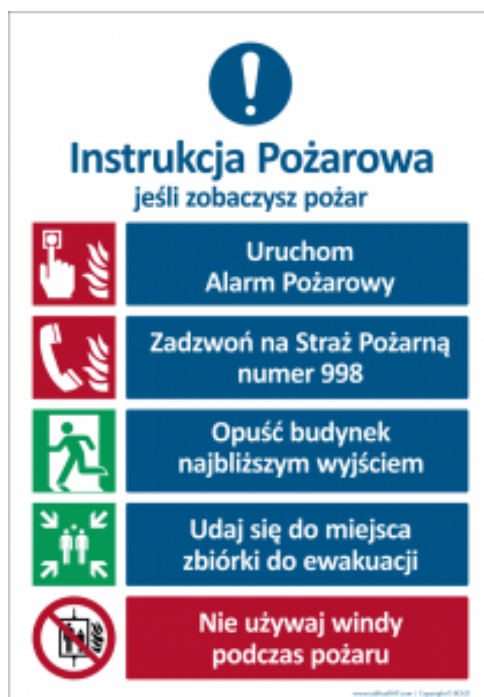 Instrukcja Pożarowa
jeśli zobaczysz pożar
Uruchom
Alarm Pożarowy
Zadzwoń na Straż Pożarną
numer 998
Opuść budynek
najbliższym wyjściem
Udaj się do miejsca
zbiórki do ewakuacji
Nie używaj windy
podczas pożaru